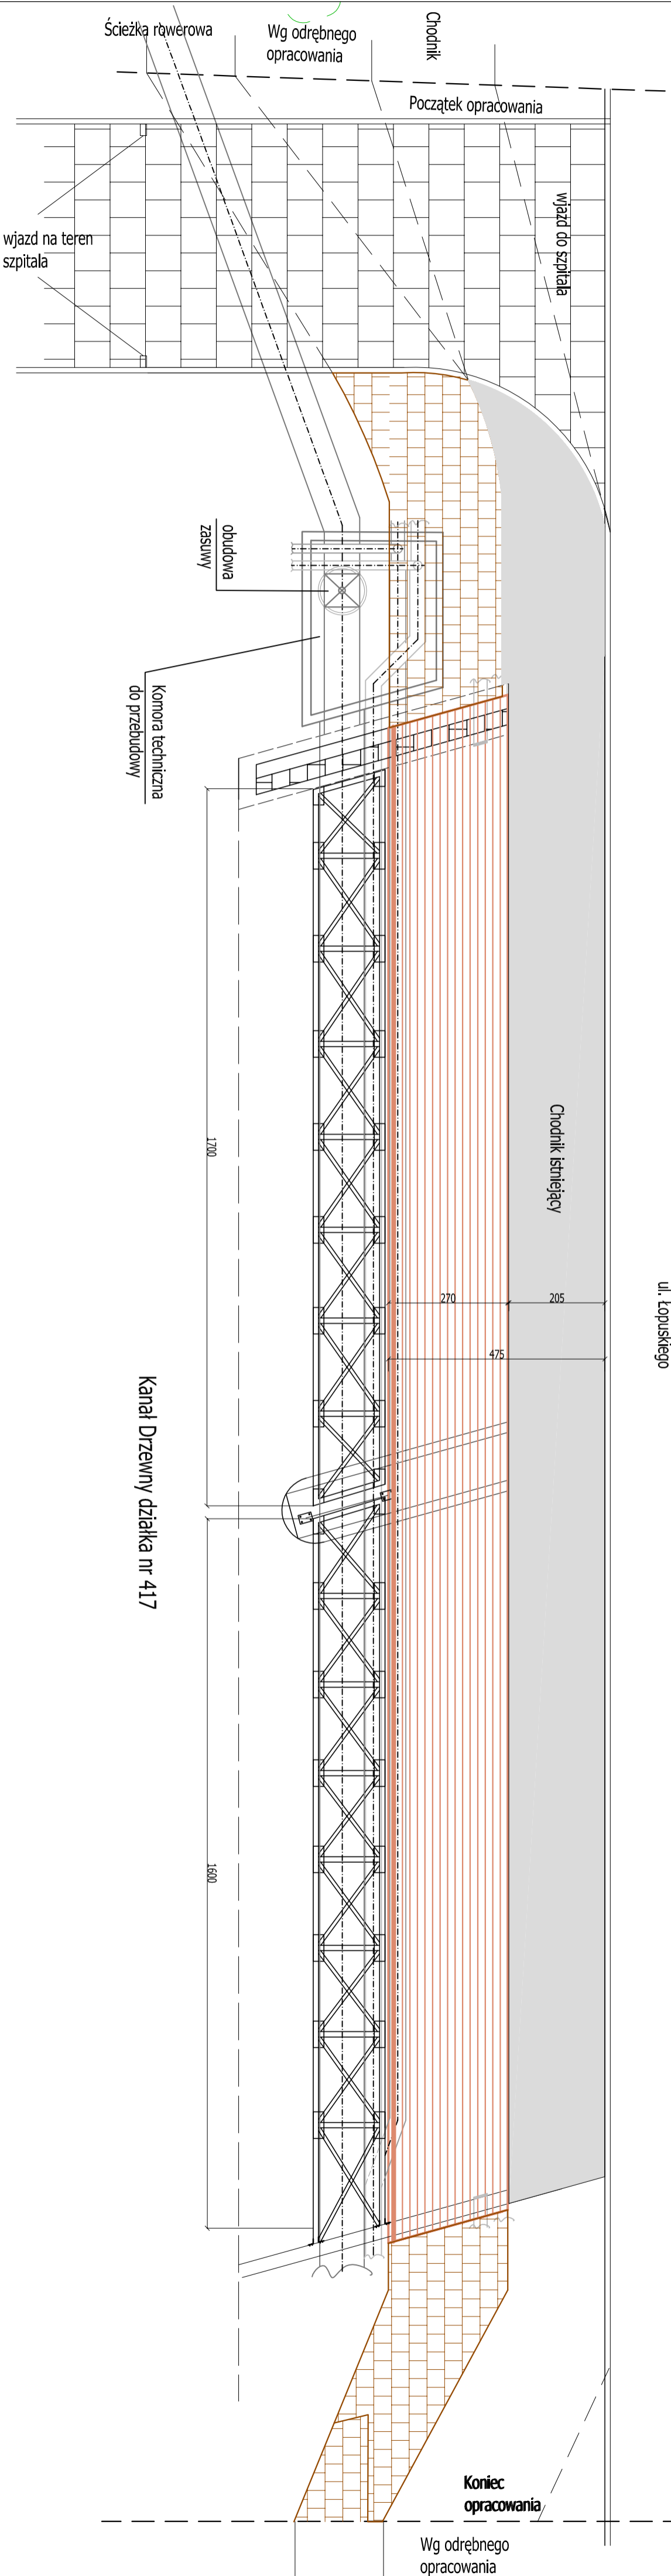 Ścieżka rowerowa
Wg odrębnego
opracowania
Chodnik
Początek opracowania
wjazd do szpitala
wjazd na teren
szpitala
obudowa
zasuwy
Komora techniczna
do przebudowy
1700
Chodnik istniejący
ul. Łopuskiego
270
205
475
Kanał Drzewny działka nr 417
1600
Koniec
opracowania
Wg odrębnego
opracowania